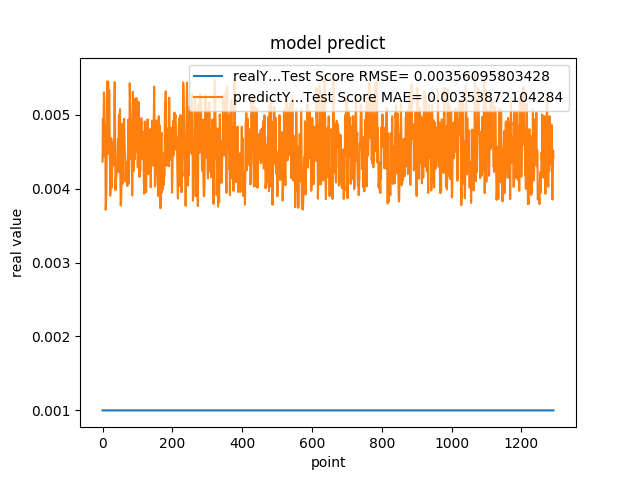 model predict
realY...Test Score RMSE= 0.00356095803428
predictY...Test Score MAE= 0.00353872104284
0.005
0.004
0.003
0.002
0.001
real value
0 200 400 600 800 1000 1200
point